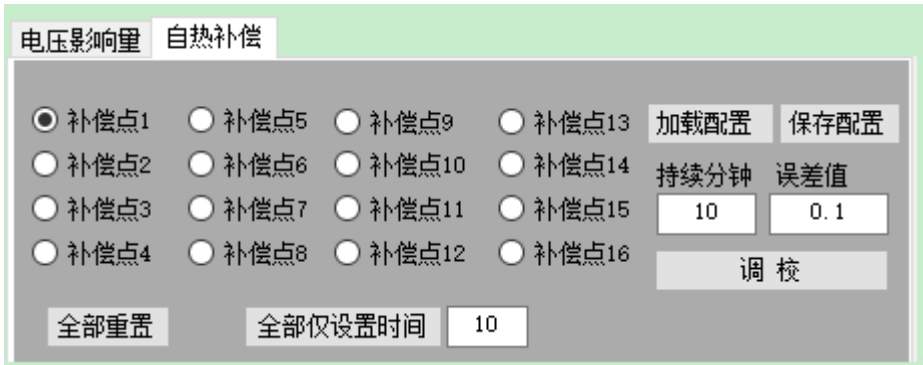 电压影响量 自热补偿
补偿点1 补偿点5 补偿点9 补偿点13 加载配置 保存配置
补偿点2 补偿点6 补偿点10 补偿点14 持续分钟 误差值
补偿点3 补偿点7 补偿点11 补偿点15 10 0.1
补偿点4 补偿点8 补偿点12 补偿点16 调 校
全部重置 全部仅设置时间 10